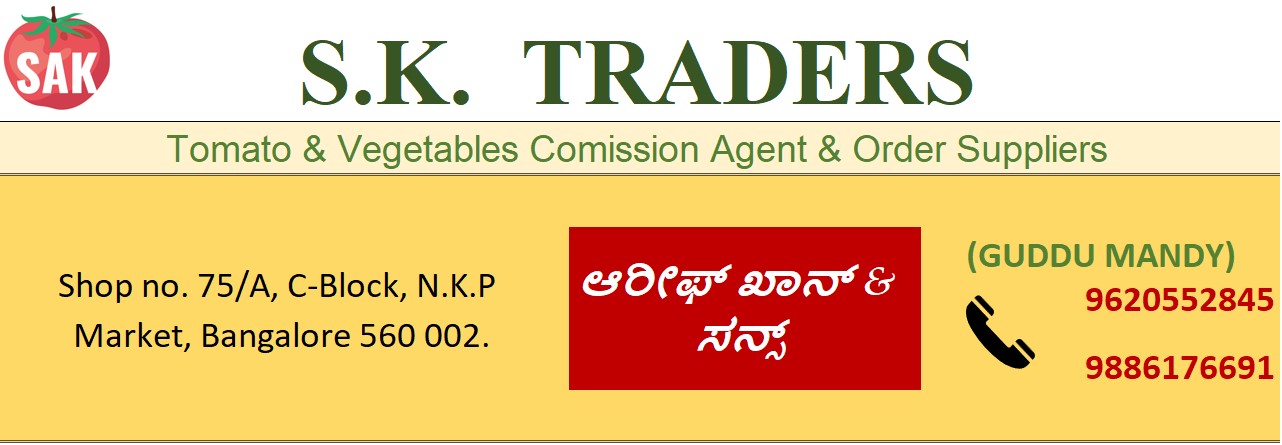 SAK
S.K. TRADERS
Tomato & Vegetables Comission Agent & Order Suppliers
Shop no. 75/A, C-Block, N.K.P
Market, Bangalore 560 002.
ಆರೀಫ್ ಖಾನ್ &
ಸನ್ಸ್
(GUDDU MANDY)
9620552845
9886176691